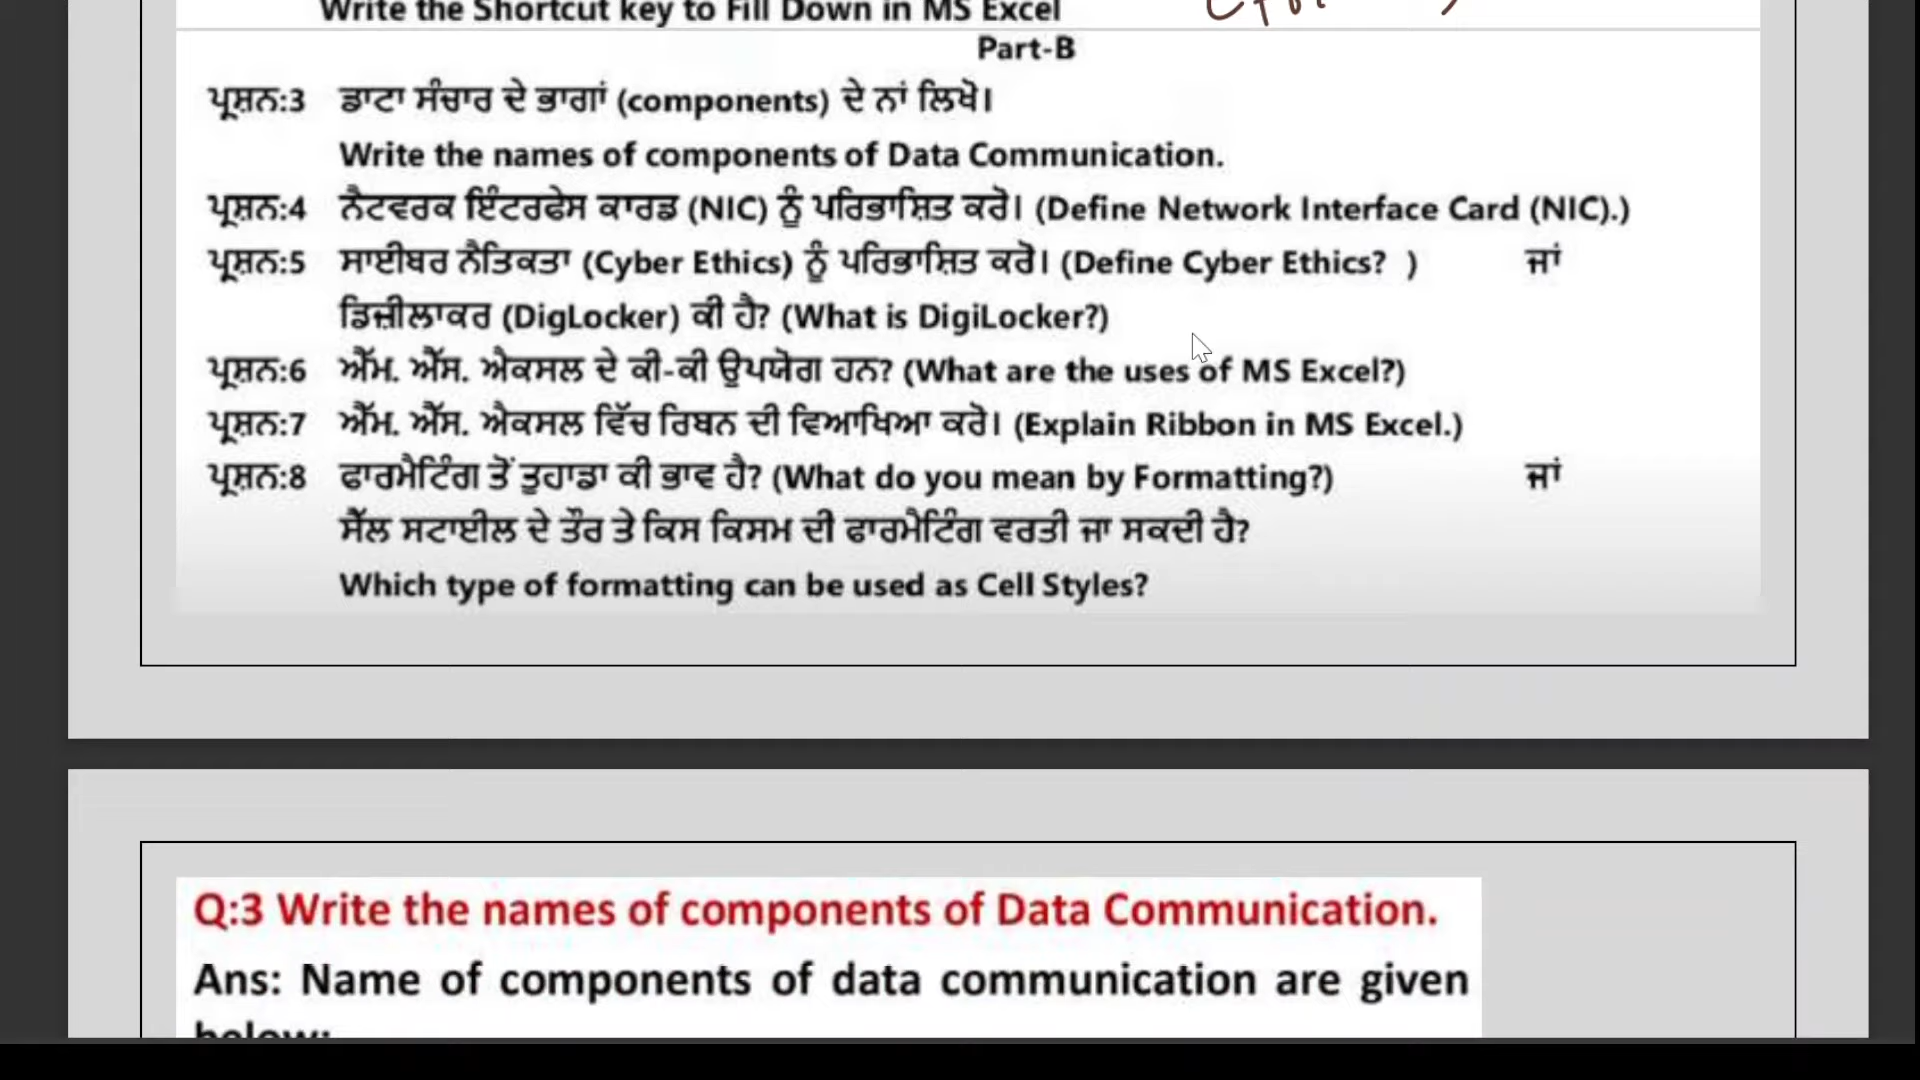 Write the Shortcut key to Fill Down in MS Excel
Part-B
ਪ੍ਰਸ਼ਨ:3 ਡਾਟਾ ਸੰਚਾਰ ਦੇ ਭਾਗਾਂ (components) ਦੇ ਨਾਂ ਲਿਖੋ।
Write the names of components of Data Communication.
ਪ੍ਰਸ਼ਨ:4 ਨੈਟਵਰਕ ਇੰਟਰਫੇਸ ਕਾਰਡ (NIC) ਨੂੰ ਪਰਿਭਾਸ਼ਿਤ ਕਰੋ। (Define Network Interface Card (NIC).)
ਪ੍ਰਸ਼ਨ:5 ਸਾਈਬਰ ਨੈਤਿਕਤਾ (Cyber Ethics) ਨੂੰ ਪਰਿਭਾਸ਼ਿਤ ਕਰੋ। (Define Cyber Ethics? ) ਜਾਂ
ਡਿਜ਼ੀਲਾਕਰ (DigLocker) ਕੀ ਹੈ? (What is DigiLocker?)
ਪ੍ਰਸ਼ਨ:6 ਐੱਮ. ਐੱਸ. ਐਕਸਲ ਦੇ ਕੀ-ਕੀ ਉਪਯੋਗ ਹਨ? (What are the uses of MS Excel?)
ਪ੍ਰਸ਼ਨ:7 ਐੱਮ. ਐੱਸ. ਐਕਸਲ ਵਿੱਚ ਰਿਬਨ ਦੀ ਵਿਆਖਿਆ ਕਰੋ। (Explain Ribbon in MS Excel.)
ਪ੍ਰਸ਼ਨ:8 ਫਾਰਮੈਟਿੰਗ ਤੋਂ ਤੁਹਾਡਾ ਕੀ ਭਾਵ ਹੈ? (What do you mean by Formatting?) ਜਾਂ
ਸੈੱਲ ਸਟਾਈਲ ਦੇ ਤੌਰ ਤੇ ਕਿਸ ਕਿਸਮ ਦੀ ਫਾਰਮੈਟਿੰਗ ਵਰਤੀ ਜਾ ਸਕਦੀ ਹੈ?
Which type of formatting can be used as Cell Styles?
Q:3 Write the names of components of Data Communication.
Ans: Name of components of data communication are given
below: